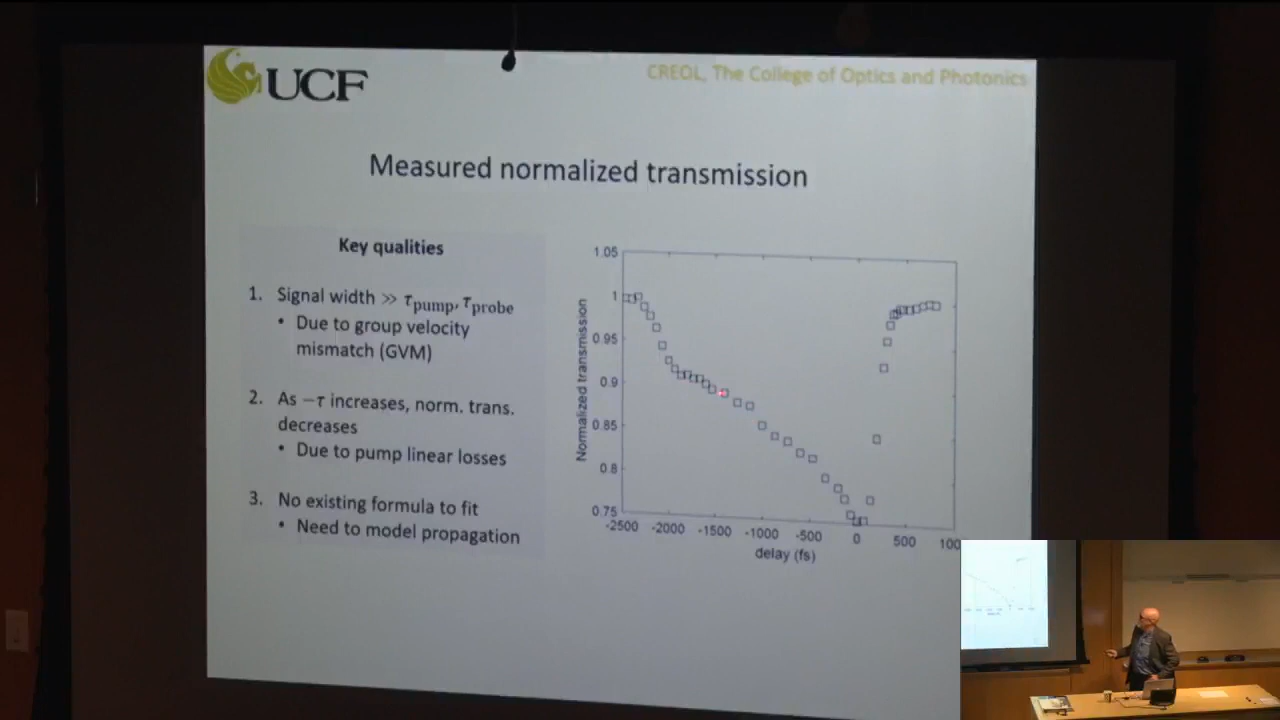 UCF
CREOL, The College of Optics and Photonics
Measured normalized transmission
Key qualities
1. Signal width ≫ τpump, τprobe
• Due to group velocity
mismatch (GVM)
2. As −τ increases, norm. trans.
decreases
• Due to pump linear losses
3. No existing formula to fit
• Need to model propagation
Normalized transmission
1.05
1
0.95
0.9
0.85
0.8
0.75
-2500 -2000 -1500 -1000 -500 0 500 100
delay (fs)